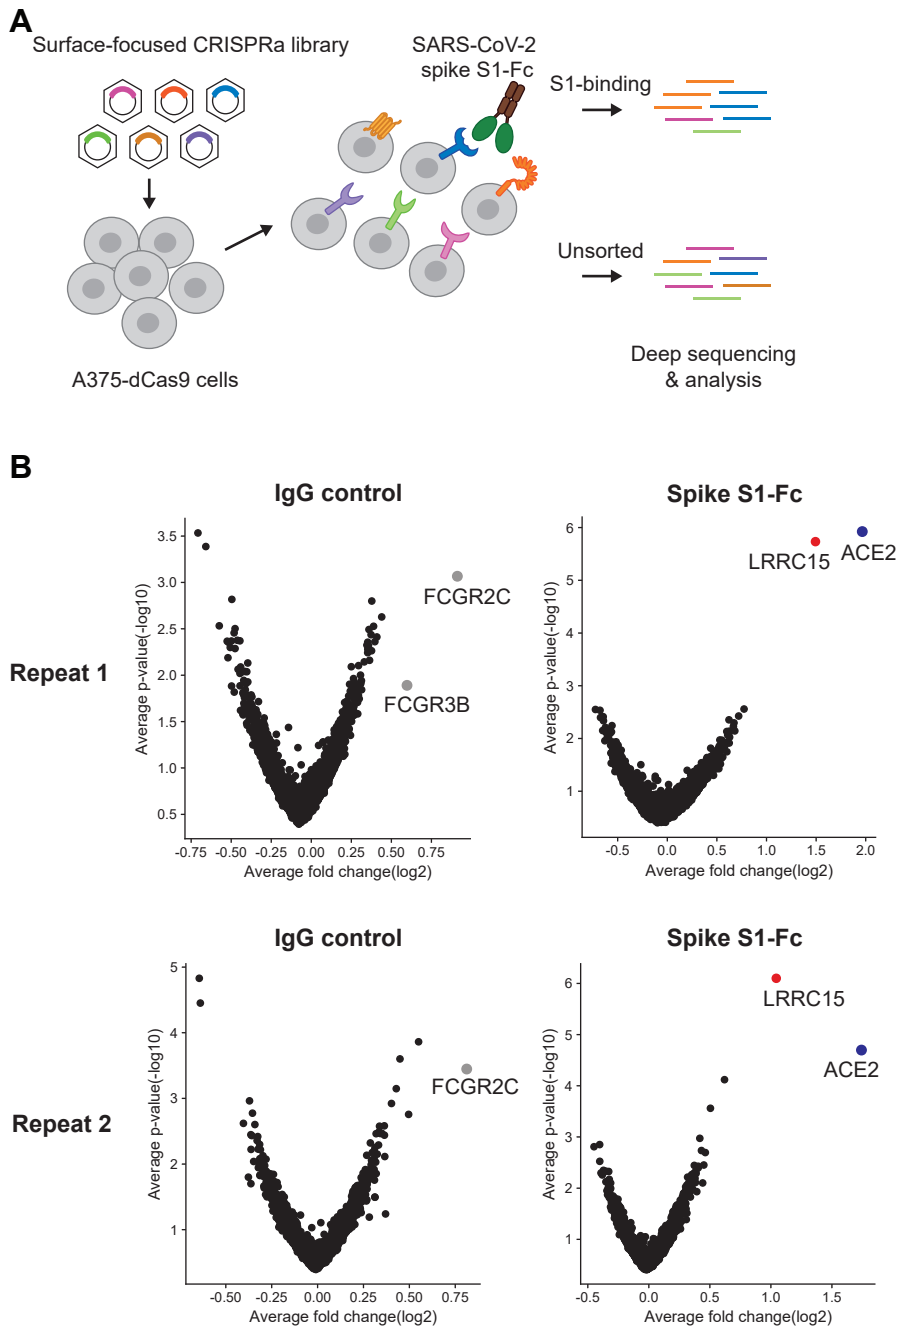 A
Surface-focused CRISPRa library
SARS-CoV-2
spike S1-Fc
S1-binding
Unsorted
Deep sequencing
& analysis
A375-dCas9 cells
B
Repeat 1
IgG control
Average p-value(-log10)
3.5
3.0
2.5
2.0
1.5
1.0
0.5
FCGR2C
FCGR3B
-0.75 -0.50 -0.25 0.00 0.25 0.50 0.75
Average fold change(log2)
Spike S1-Fc
Average p-value(-log10)
6
5
4
3
2
1
LRRC15
ACE2
-0.5 0.0 0.5 1.0 1.5 2.0
Average fold change(log2)
Repeat 2
IgG control
Average p-value(-log10)
5
4
3
2
1
FCGR2C
-0.50 -0.25 0.00 0.25 0.50 0.75
Average fold change(log2)
Spike S1-Fc
Average p-value(-log10)
6
5
4
3
2
1
LRRC15
ACE2
-0.5 0.0 0.5 1.0 1.5
Average fold change(log2)